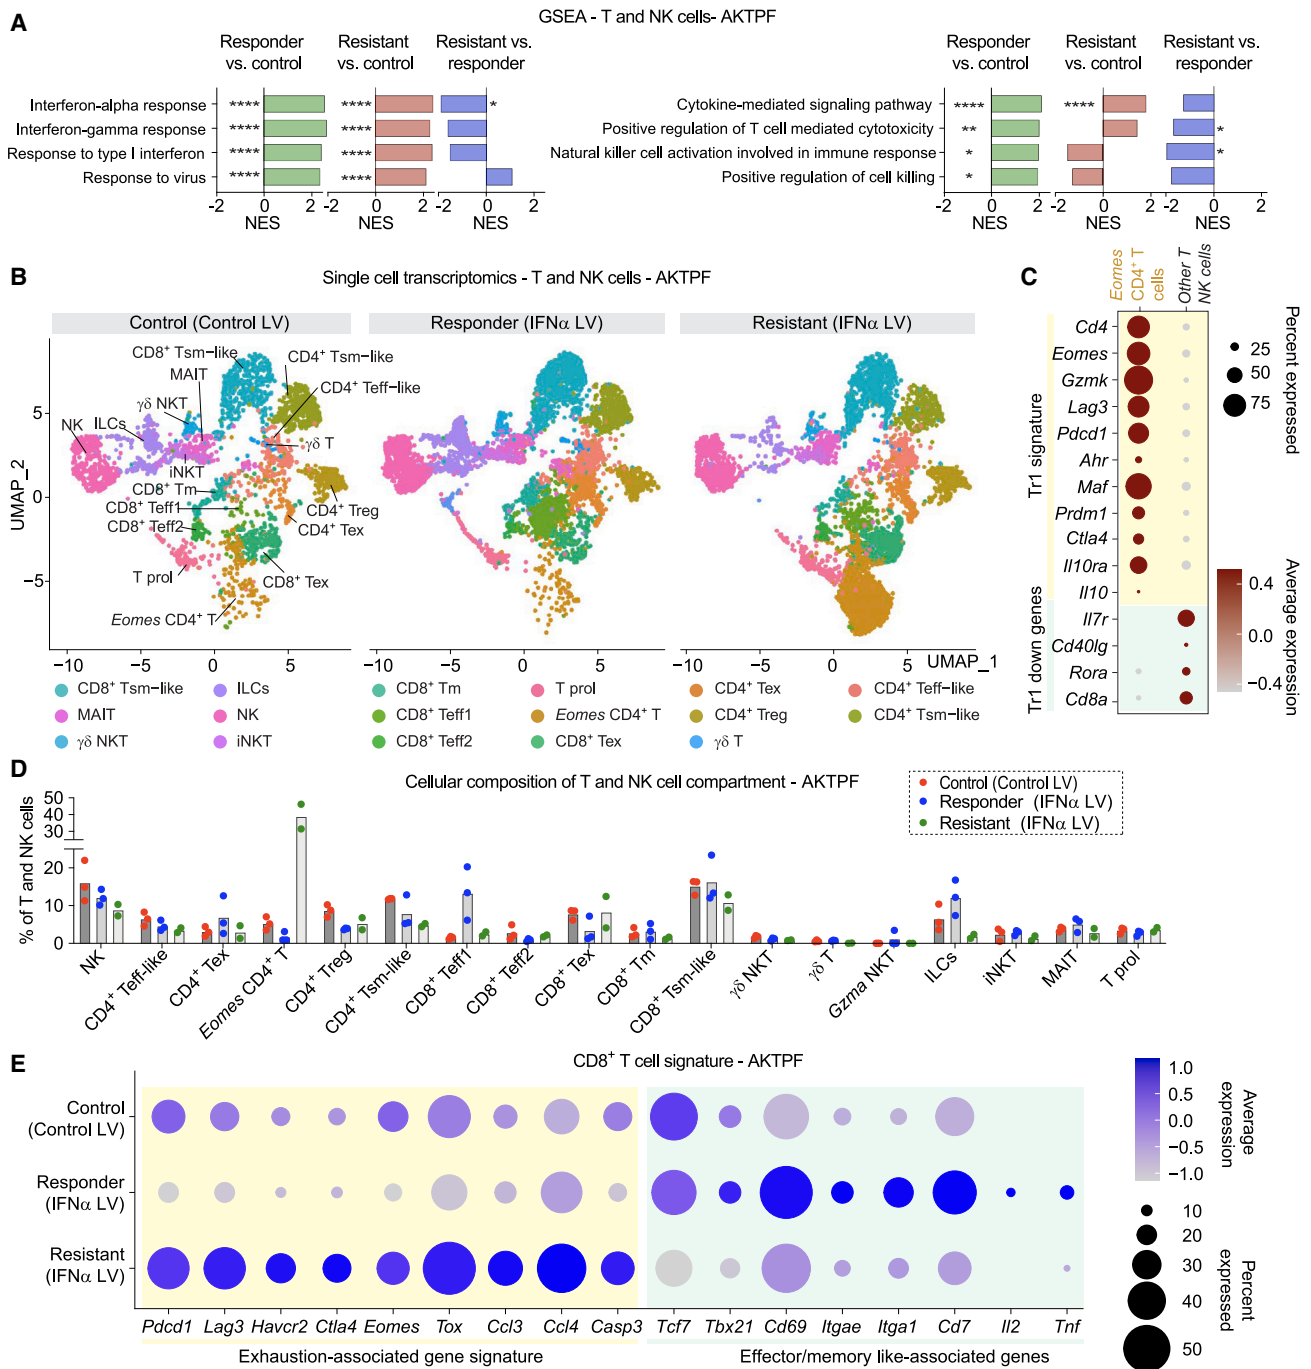 A
GSEA - T and NK cells- AKTPF
Responder vs. control
Resistant vs. control
Resistant vs. responder
Interferon-alpha response
****
****
*
Interferon-gamma response
****
****
Response to type I interferon
****
****
Response to virus
****
****
-2 0 2
-2 0 2
-2 0 2
NES
NES
NES
Responder vs. control
Resistant vs. control
Resistant vs. responder
Cytokine-mediated signaling pathway
****
****
Positive regulation of T cell mediated cytotoxicity
**
*
Natural killer cell activation involved in immune response
*
*
Positive regulation of cell killing
*
−2 0 2
−2 0 2
−2 0 2
NES
NES
NES
B
Single cell transcriptomics - T and NK cells - AKTPF
Control (Control LV)
Responder (IFNα LV)
Resistant (IFNα LV)
CD8+ Tsm−like
CD4+ Tsm−like
MAIT
CD4+ Teff−like
γδ NKT
ILCs
NK
γδ T
iNKT
CD8+ Tm
CD8+ Teff1
CD4+ Treg
CD8+ Teff2
CD4+ Tex
T prol
CD8+ Tex
Eomes CD4+ T
UMAP_2
5
0
−5
−10 −5 0 5
−10 −5 0 5
−10 −5 0 5
UMAP_1
CD8+ Tsm−like
ILCs
CD8+ Tm
T prol
CD4+ Tex
CD4+ Teff−like
MAIT
NK
CD8+ Teff1
Eomes CD4+ T
CD4+ Treg
CD4+ Tsm−like
γδ NKT
iNKT
CD8+ Teff2
CD8+ Tex
γδ T
C
Eomes
CD4+ T
cells
Other T
NK cells
Tr1 signature
Cd4
Eomes
Gzmk
Lag3
Pdcd1
Ahr
Maf
Prdm1
Ctla4
Il10ra
Il10
Tr1 down genes
Il7r
Cd40lg
Rora
Cd8a
Percent expressed
25
50
75
Average expression
0.4
0.0
−0.4
D
Cellular composition of T and NK cell compartment - AKTPF
Control (Control LV)
Responder (IFNα LV)
Resistant (IFNα LV)
% of T and NK cells
50
40
30
20
10
0
NK
CD4+ Teff-like
CD4+ Tex
Eomes CD4+ T
CD4+ Treg
CD4+ Tsm-like
CD8+ Teff1
CD8+ Teff2
CD8+ Tex
CD8+ Tm
CD8+ Tsm-like
γδ NKT
γδ T
Gzma NKT
ILCs
iNKT
MAIT
T prol
E
CD8+ T cell signature - AKTPF
Control
(Control LV)
Responder
(IFNα LV)
Resistant
(IFNα LV)
Pdcd1 Lag3 Havcr2 Ctla4 Eomes Tox Ccl3 Ccl4 Casp3 Tcf7 Tbx21 Cd69 Itgae Itga1 Cd7 Il2 Tnf
Exhaustion-associated gene signature
Effector/memory like-associated genes
Average
expression
1.0
0.5
0.0
−0.5
−1.0
Percent
expressed
10
20
30
40
50